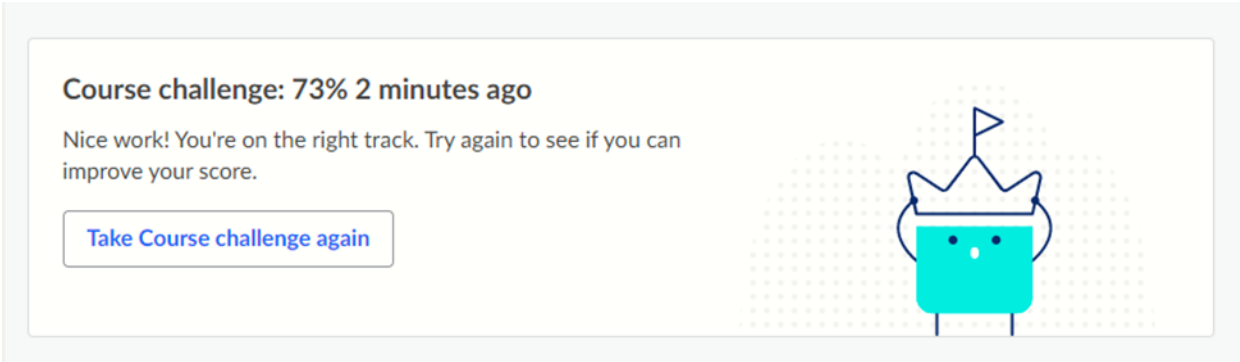 Course challenge: 73% 2 minutes ago
Nice work! You're on the right track. Try again to see if you can
improve your score.
Take Course challenge again